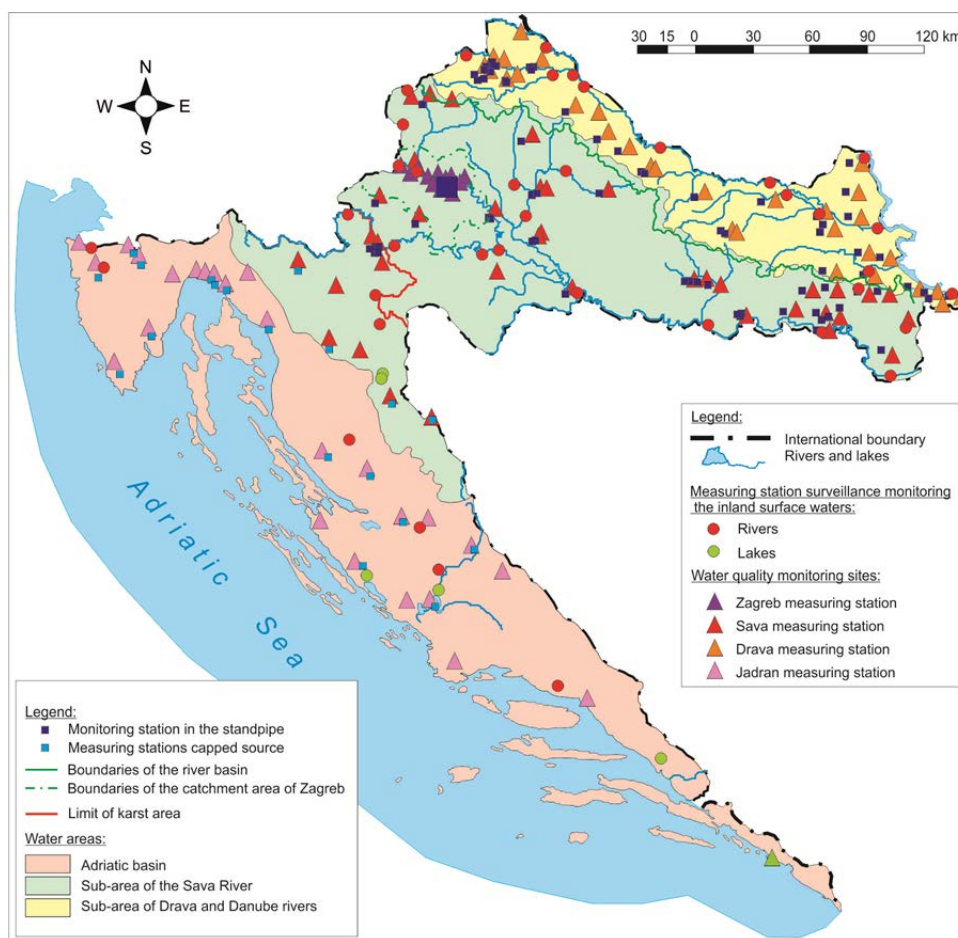 30 15 0 30 60 90 120 km
N
W E
S
Adriatic Sea
Legend:
International boundary
Rivers and lakes
Measuring station surveillance monitoring
the inland surface waters:
Rivers
Lakes
Water quality monitoring sites:
Zagreb measuring station
Sava measuring station
Drava measuring station
Jadran measuring station
Legend:
Monitoring station in the standpipe
Measuring stations capped source
Boundaries of the river basin
Boundaries of the catchment area of Zagreb
Limit of karst area
Water areas:
Adriatic basin
Sub-area of the Sava River
Sub-area of Drava and Danube rivers